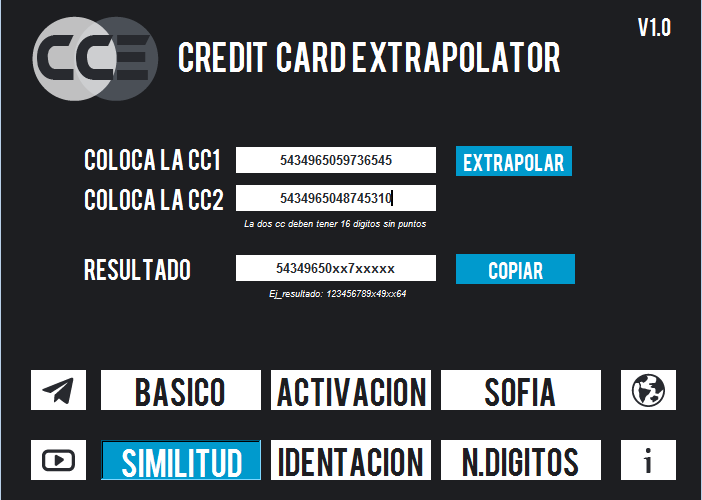 CCE
CREDIT CARD EXTRAPOLATOR
V1.0
COLOCA LA CC1 5434965059736545 EXTRAPOLAR
COLOCA LA CC2 5434965048745310
La dos cc deben tener 16 digitos sin puntos
RESULTADO 54349650xx7xxxxx COPIAR
Ej_resultado: 123456789x49xx64
BASICO ACTIVACION SOFIA
SIMILITUD IDENTACION N.DIGITOS i